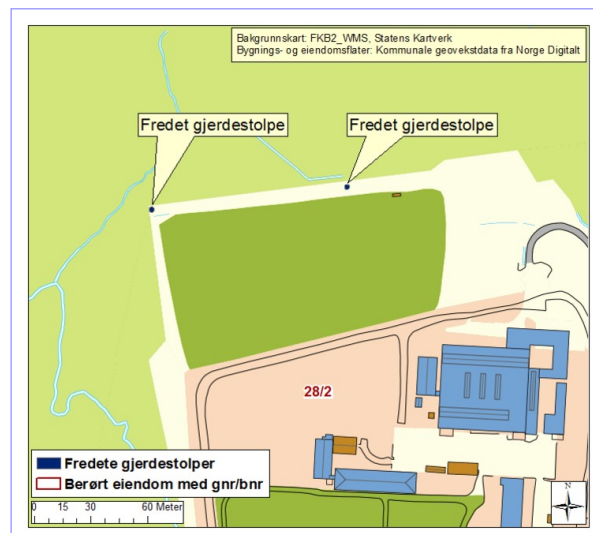 Bakgrunnskart: FKB2_WMS, Statens Kartverk
Bygnings- og eiendomsflater: Kommunale geovekstdata fra Norge Digitalt
Fredet gjerdestolpe
Fredet gjerdestolpe
28/2
Fredete gjerdestolper
Berørt eiendom med gnr/bnr
0 15 30 60 Meter
N